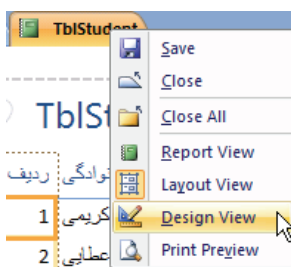 TblStudent
Save
Close
Close All
Report View
Layout View
Design View
Print Preview
TblSt
ردیف
1 کریمی
2 عطایی